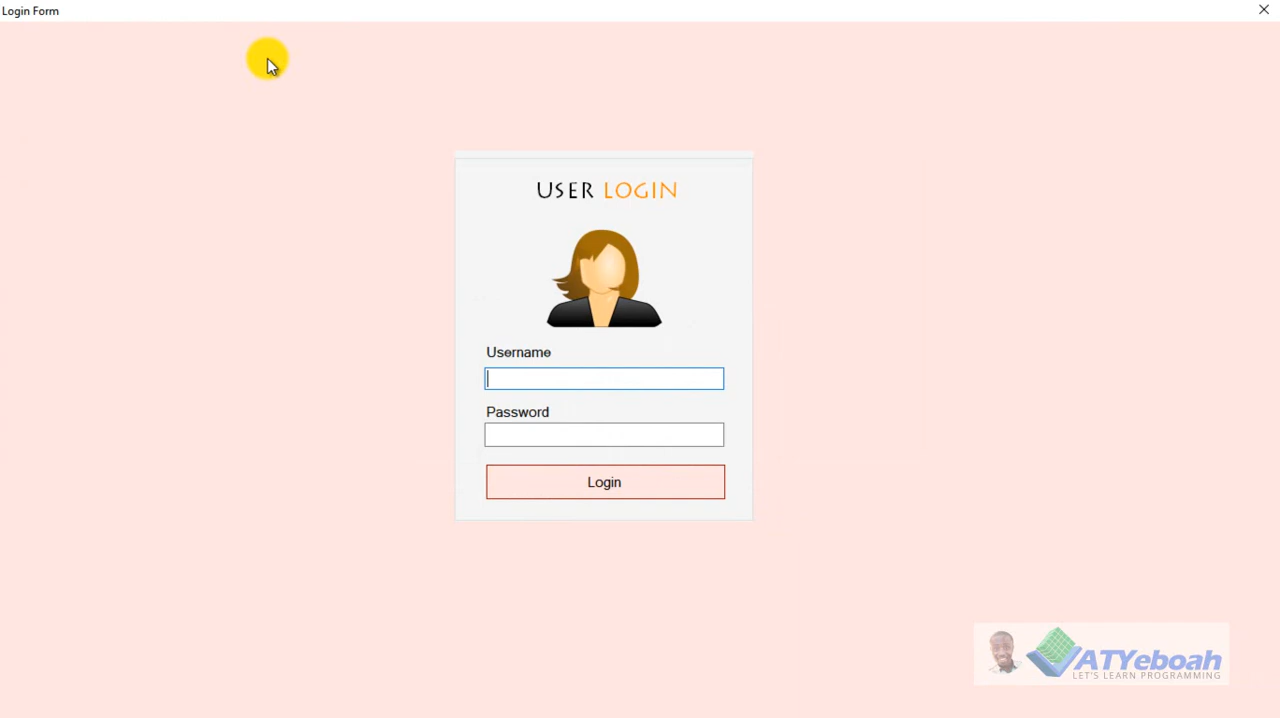 Login Form
USER LOGIN
Username
Password
Login
ATYeboah
LET'S LEARN PROGRAMMING